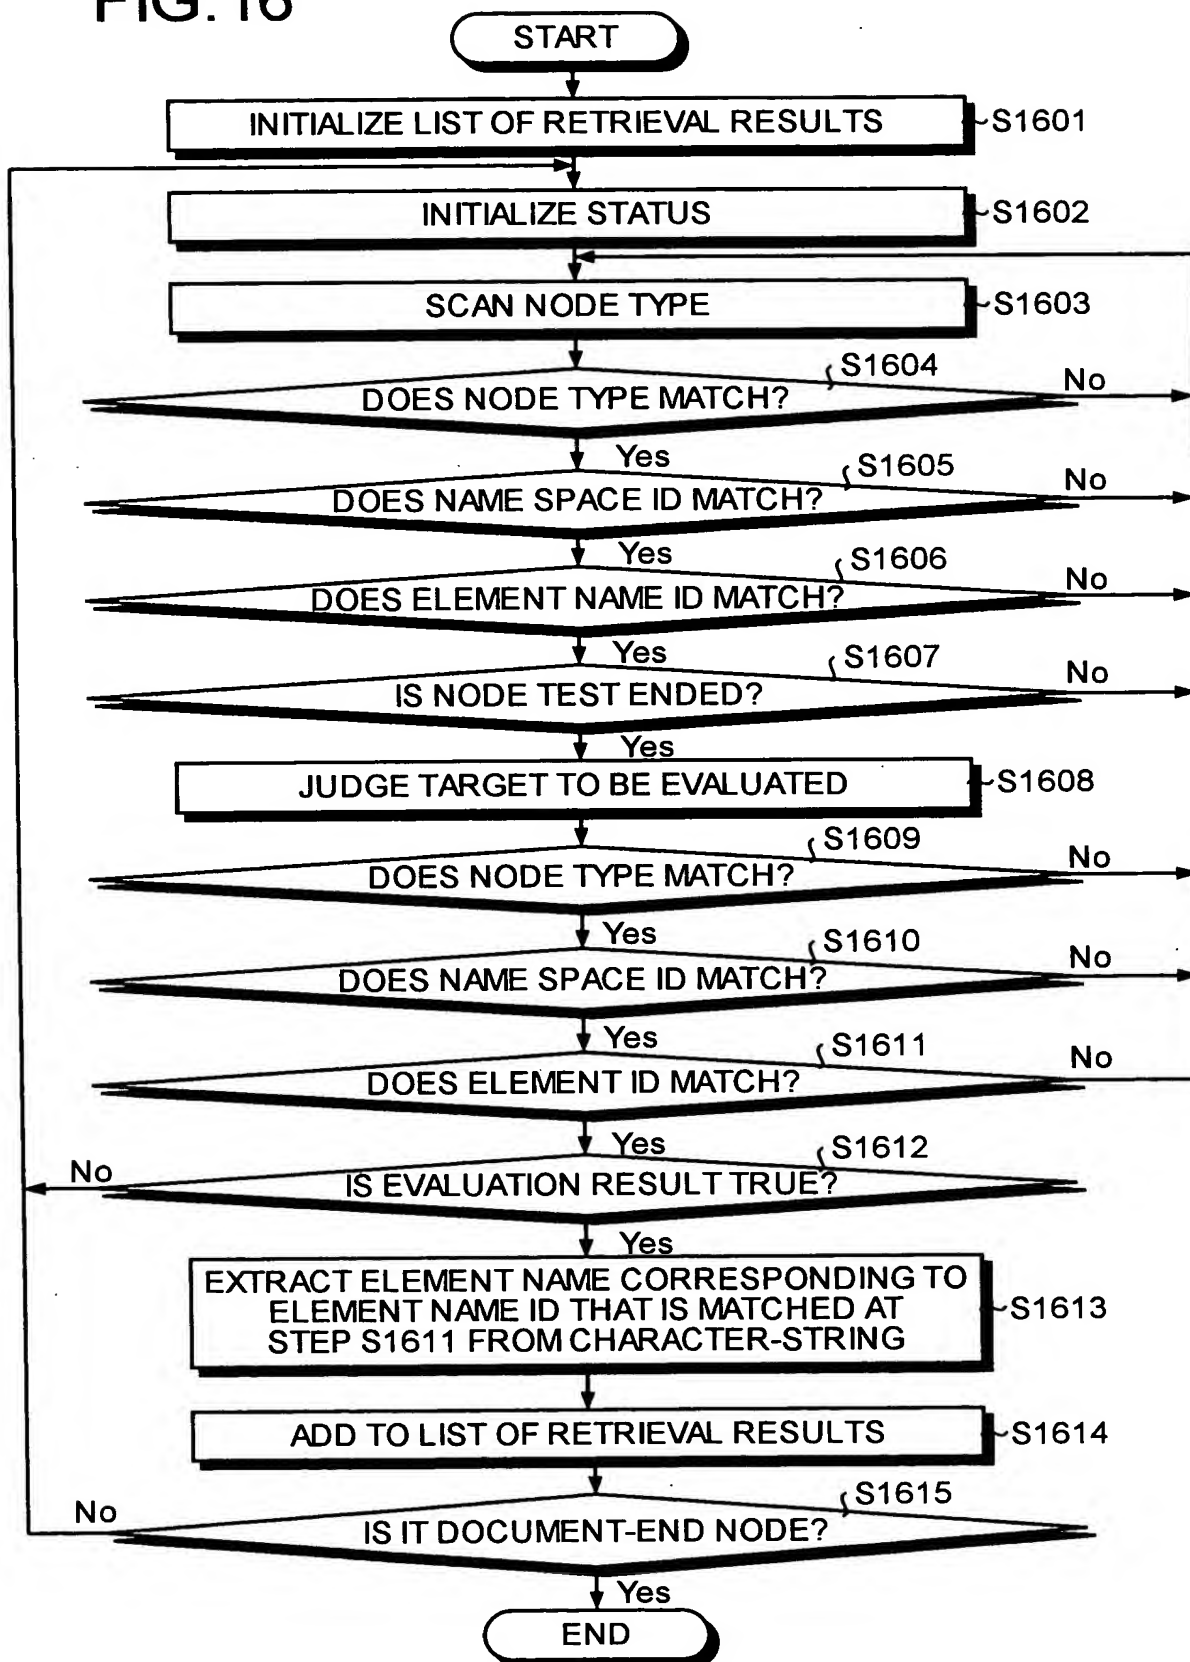 FIG. 16
START
INITIALIZE LIST OF RETRIEVAL RESULTS
S1601
INITIALIZE STATUS
S1602
SCAN NODE TYPE
S1603
S1604
DOES NODE TYPE MATCH?
No
Yes
S1605
DOES NAME SPACE ID MATCH?
No
Yes
S1606
DOES ELEMENT NAME ID MATCH?
No
Yes
S1607
IS NODE TEST ENDED?
No
Yes
JUDGE TARGET TO BE EVALUATED
S1608
S1609
DOES NODE TYPE MATCH?
No
Yes
S1610
DOES NAME SPACE ID MATCH?
No
Yes
S1611
DOES ELEMENT ID MATCH?
No
Yes
S1612
No
IS EVALUATION RESULT TRUE?
Yes
EXTRACT ELEMENT NAME CORRESPONDING TO
ELEMENT NAME ID THAT IS MATCHED AT
STEP S1611 FROM CHARACTER-STRING
S1613
ADD TO LIST OF RETRIEVAL RESULTS
S1614
S1615
No
IS IT DOCUMENT-END NODE?
Yes
END